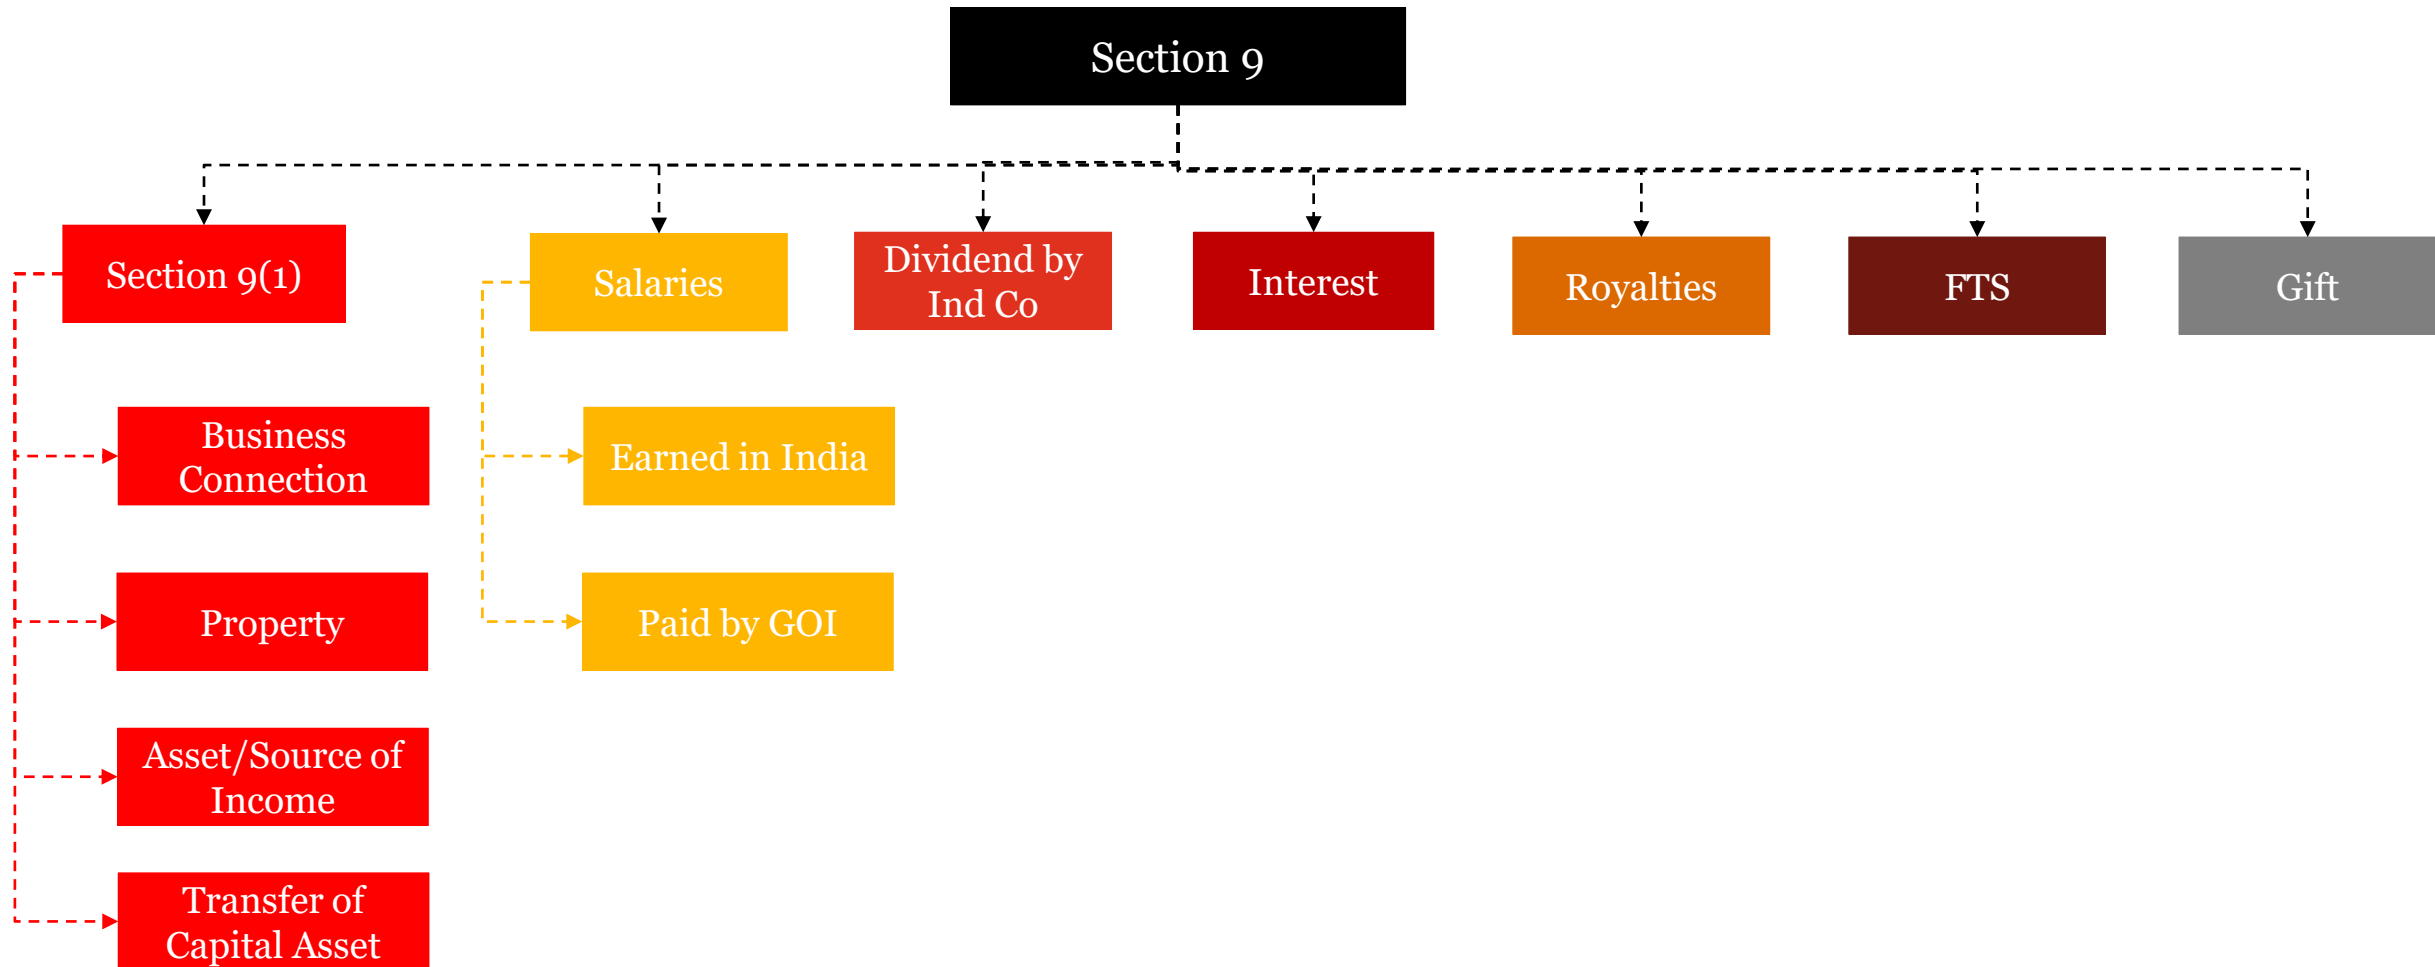 Section 9
Section 9(1)
Salaries
Dividend by
Ind Co
Interest
Royalties
FTS
Gift
Business
Connection
Earned in India
Property
Paid by GOI
Asset/Source of
Income
Transfer of
Capital Asset